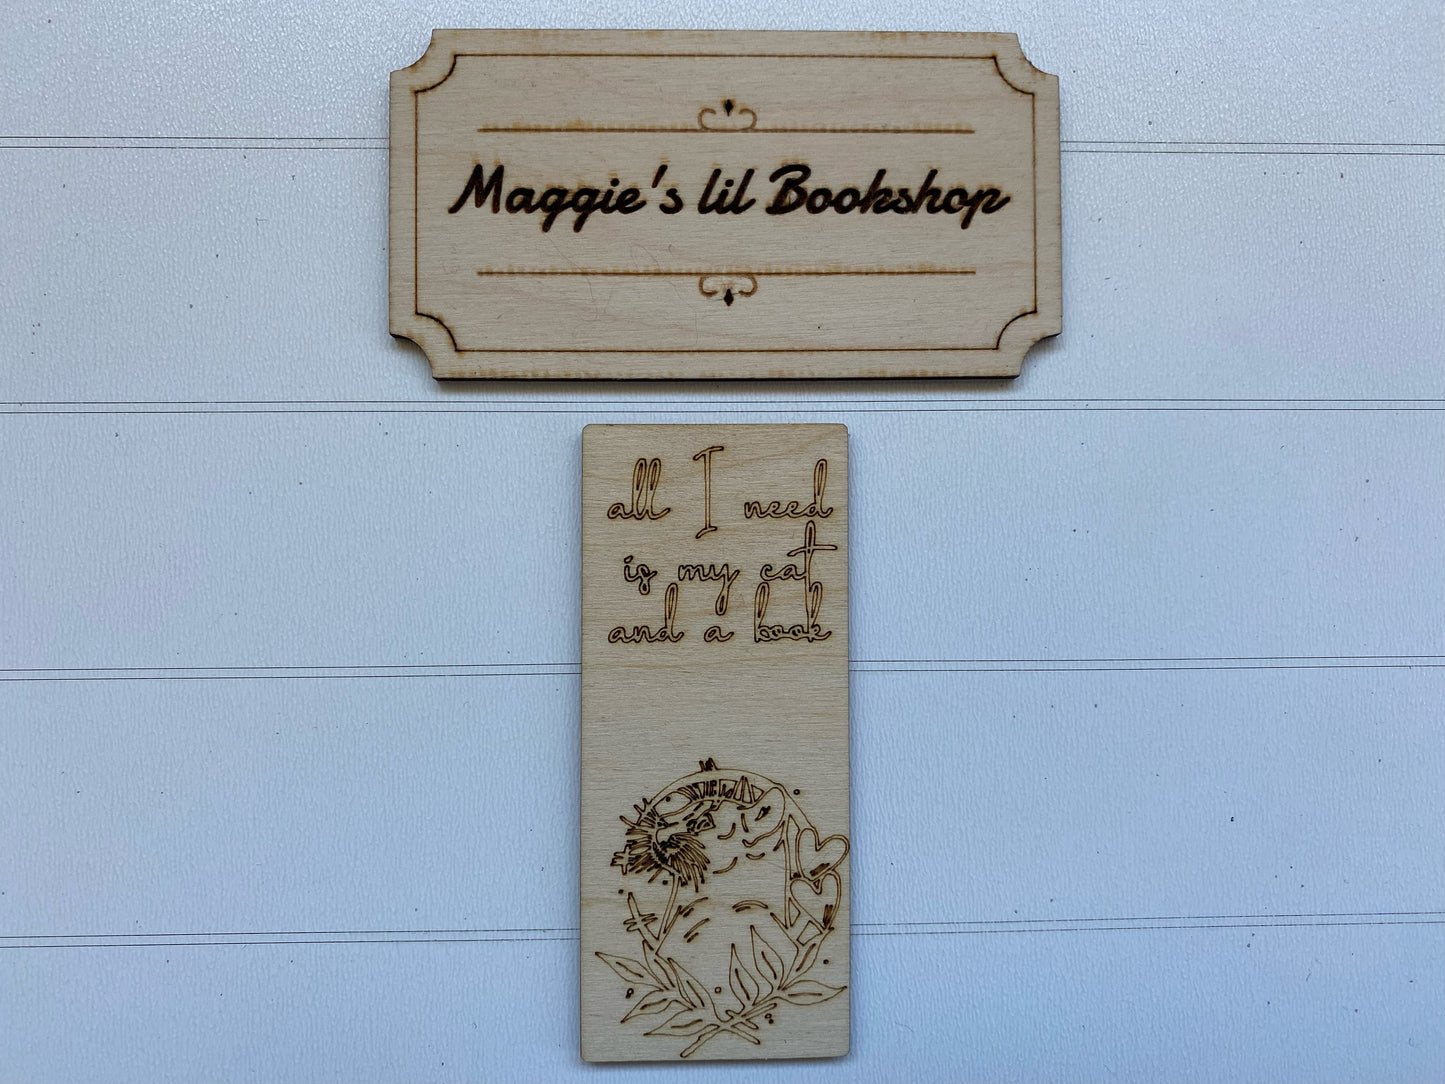 Maggie's lil Bookshop
all I need
is my cat
and a book